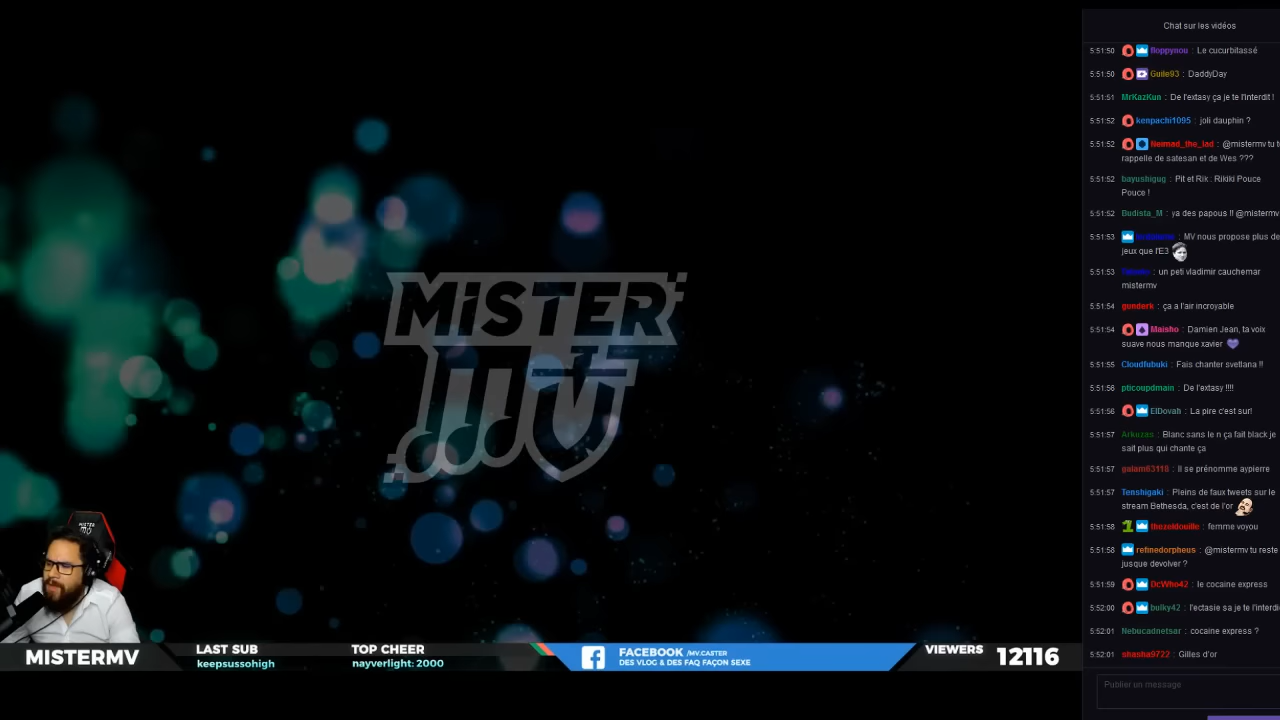 Chat sur les vidéos
5:51:50 floppynou : Le cucurbitassé
5:51:50 Guile93 : DaddyDay
5:51:51 MrKazKun : De l'extasy ça je te l'interdit !
5:51:52 kenpachi1095 : joli dauphin ?
5:51:52 Nomad_the_lad : @mistermv tu t
rappelle de satesan et de Wes ???
5:51:52 bayushigug : Pit et Rik : Rikiki Pouce
Pouce !
5:51:52 Budista_M : ya des papous !! @mistermv
5:51:53 : MV nous propose plus de
jeux que l'E3
5:51:53 : un peti vladimir cauchemar
mistermv
5:51:54 gunderk : ça a l'air incroyable
5:51:54 Maisho : Damien Jean, ta voix
suave nous manque xavier
5:51:55 Cloudfubuki : Fais chanter svetlana !!
5:51:56 pticoupdmain : De l'extasy !!!!
5:51:56 ElDovah : La pire c'est sur!
5:51:57 Arkuzas : Blanc sans le n ça fait black je
sait plus qui chante ça
5:51:57 galam63118 : Il se prénomme aypierre
5:51:57 Tenshigaki : Pleins de faux tweets sur le
stream Bethesda, c'est de l'or
5:51:58 thezoldouille : femme voyou
5:51:58 refinedorpheus : @mistermv tu reste
jusque devolver ?
5:51:59 DcWho42 : le cocaine express
5:52:00 bulky42 : l'ectasie sa je te l'interdi
5:52:01 Nebucadnetsar : cocaine express ?
5:52:01 shasha9722 : Gilles d'or
Publier un message
MiSTER
MV
MISTER
MV
MISTERMV
LAST SUB
keepsussohigh
TOP CHEER
nayverlight: 2000
FACEBOOK /MV.CASTER
DES VLOG & DES FAQ FAÇON SEXE
VIEWERS 12116